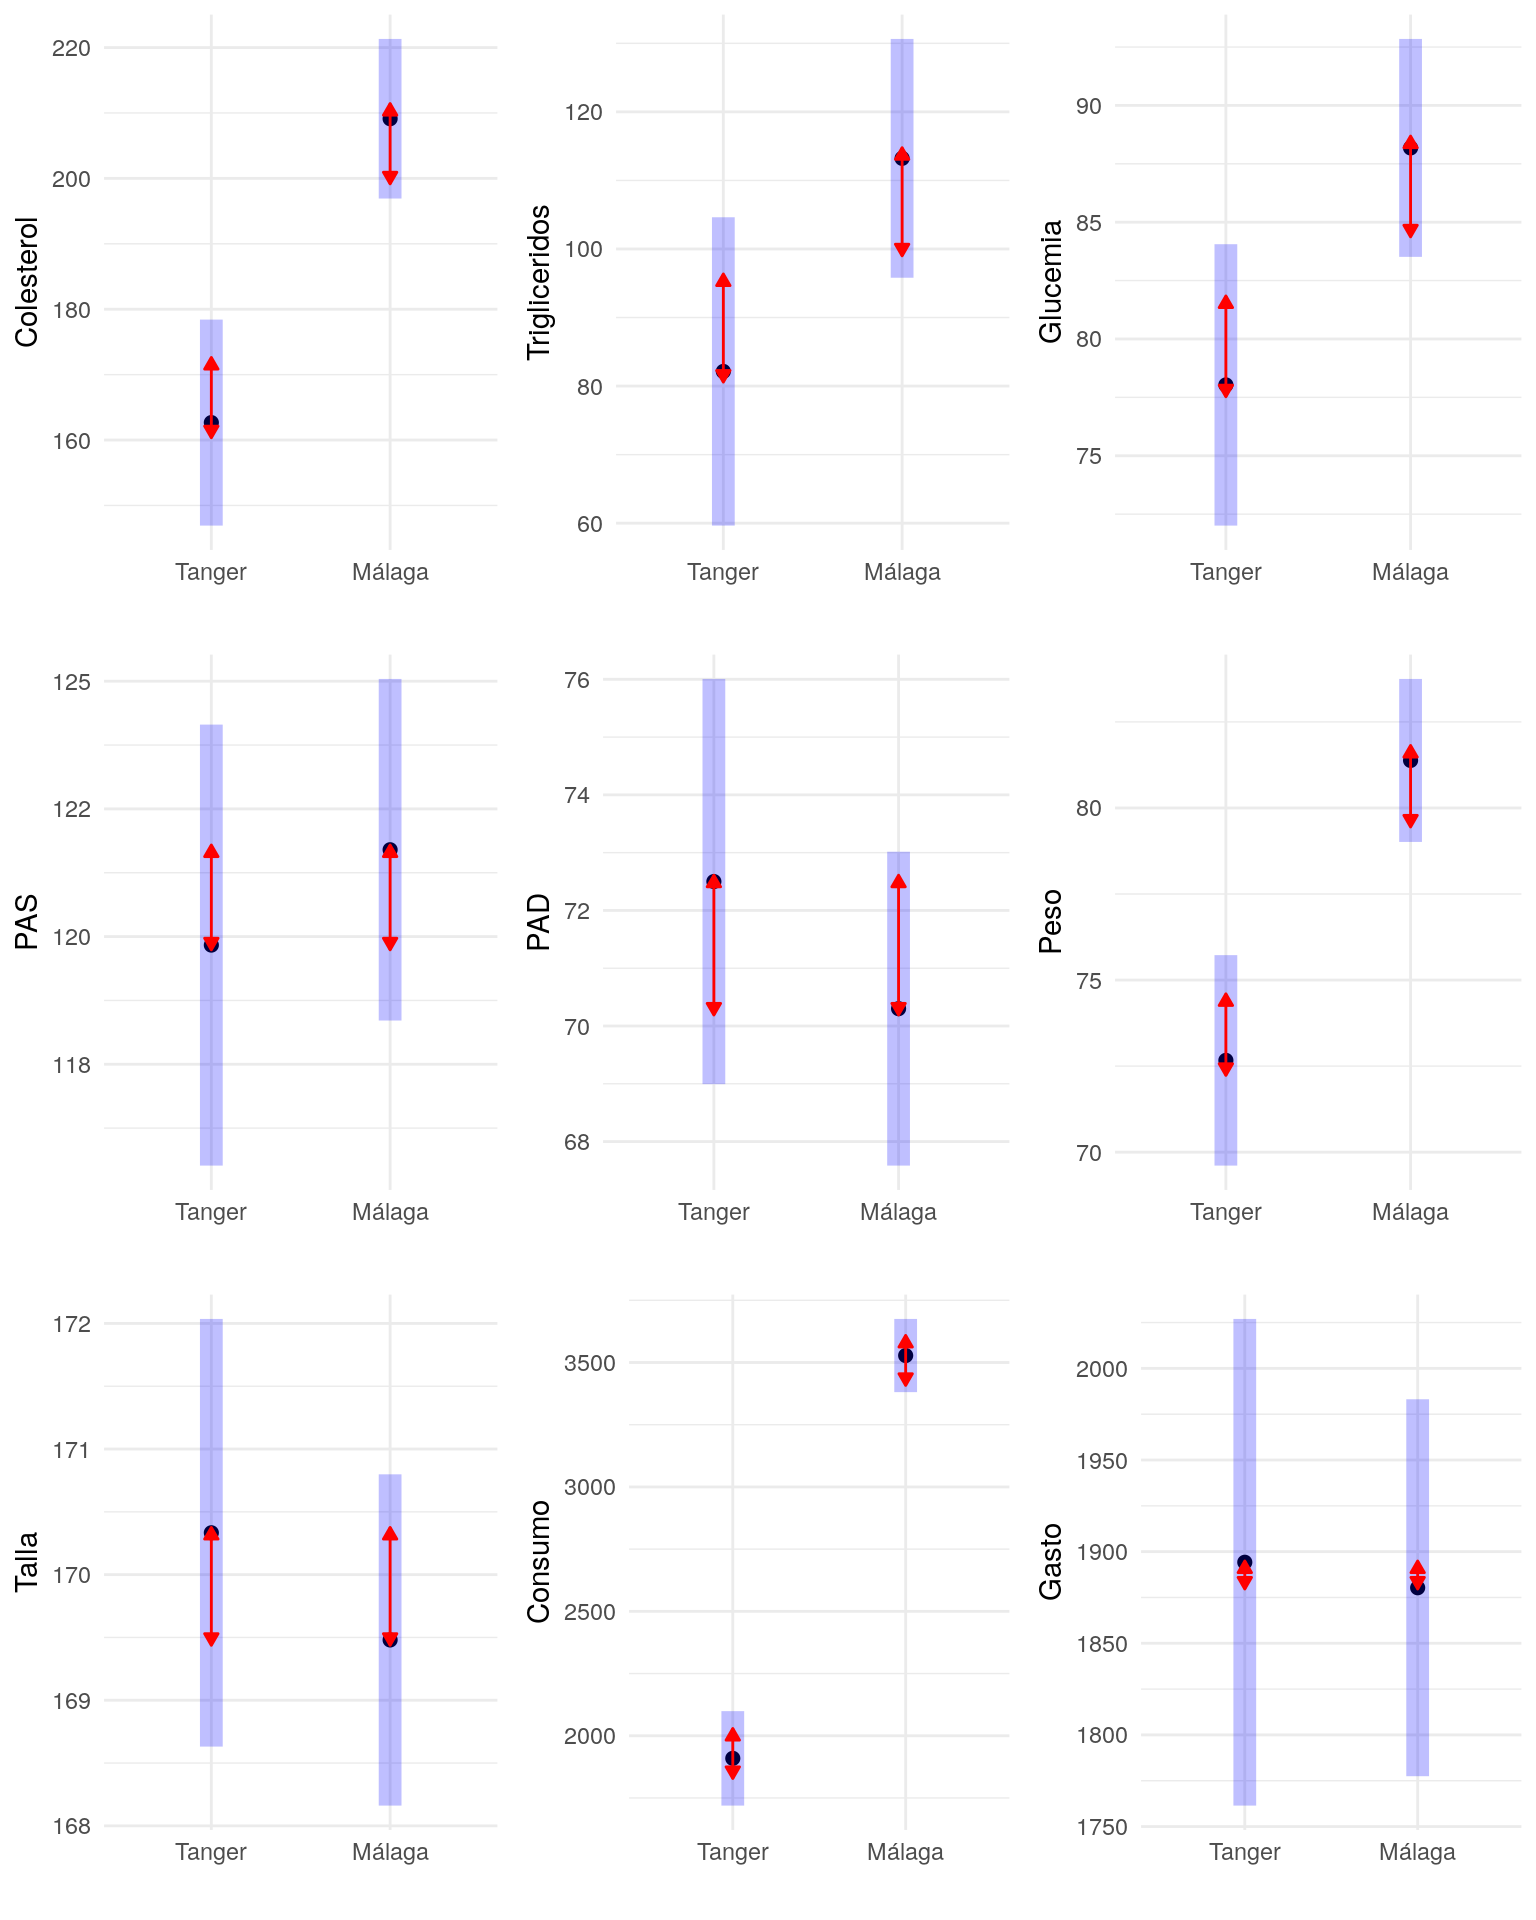 Colesterol
220
200
180
160
Tanger Málaga
Trigliceridos
120
100
80
60
Tanger Málaga
Glucemia
90
85
80
75
Tanger Málaga
PAS
125
122
120
118
Tanger Málaga
PAD
76
74
72
70
68
Tanger Málaga
Peso
80
75
70
Tanger Málaga
Talla
172
171
170
169
168
Tanger Málaga
Consumo
3500
3000
2500
2000
Tanger Málaga
Gasto
2000
1950
1900
1850
1800
1750
Tanger Málaga